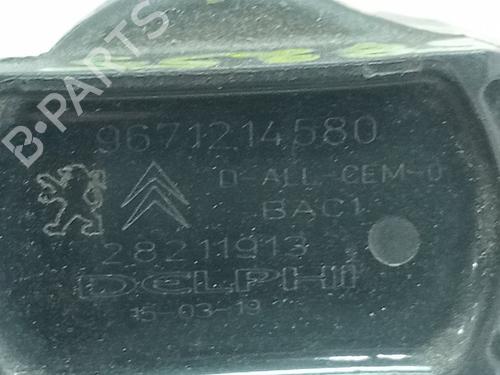 B-PARTS
9671214580
D-ALL-CEM-0
BAC1
28211913
DELPHI
15-03-19